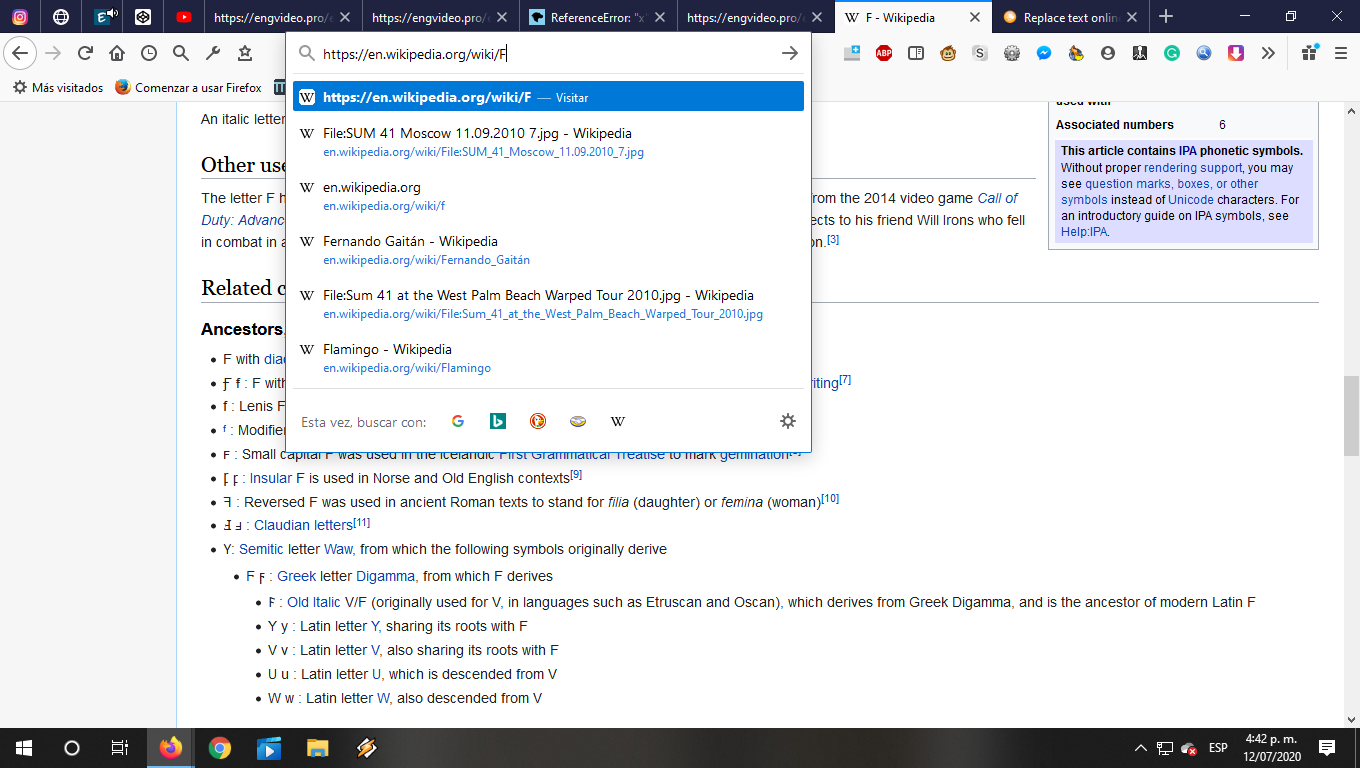 https://engvideo.pro/e
https://engvideo.pro/e
ReferenceError: "x"
https://engvideo.pro/e
F - Wikipedia
Replace text onlin
https://en.wikipedia.org/wiki/F
Más visitados
Comenzar a usar Firefox
https://en.wikipedia.org/wiki/F — Visitar
File:SUM 41 Moscow 11.09.2010 7.jpg - Wikipedia
en.wikipedia.org/wiki/File:SUM_41_Moscow_11.09.2010_7.jpg
en.wikipedia.org
en.wikipedia.org/wiki/f
Fernando Gaitán - Wikipedia
en.wikipedia.org/wiki/Fernando_Gaitán
File:Sum 41 at the West Palm Beach Warped Tour 2010.jpg - Wikipedia
en.wikipedia.org/wiki/File:Sum_41_at_the_West_Palm_Beach_Warped_Tour_2010.jpg
Flamingo - Wikipedia
en.wikipedia.org/wiki/Flamingo
Esta vez, buscar con:
An italic letter
Other use
The letter F h
rom the 2014 video game Call of
Duty: Advanc
ects to his friend Will Irons who fell
in combat in a
on.[3]
used with
Associated numbers 6
This article contains IPA phonetic symbols.
Without proper rendering support, you may
see question marks, boxes, or other
symbols instead of Unicode characters. For
an introductory guide on IPA symbols, see
Help:IPA.
Related c
Ancestors,
• F with diac
• Ƒ f : F with
riting[7]
• f : Lenis F
• ᶠ : Modifie
• ꜰ : Small capital F was used in the Icelandic First Grammatical Treatise to mark gemination
• Ꝼ ꝼ : Insular F is used in Norse and Old English contexts[9]
• ꟻ : Reversed F was used in ancient Roman texts to stand for filia (daughter) or femina (woman)[10]
• Ⅎ ⅎ : Claudian letters[11]
• Y: Semitic letter Waw, from which the following symbols originally derive
• F ϝ : Greek letter Digamma, from which F derives
• 𐌅 : Old Italic V/F (originally used for V, in languages such as Etruscan and Oscan), which derives from Greek Digamma, and is the ancestor of modern Latin F
• Y y : Latin letter Y, sharing its roots with F
• V v : Latin letter V, also sharing its roots with F
• U u : Latin letter U, which is descended from V
• W w : Latin letter W, also descended from V
ESP
4:42 p. m.
12/07/2020